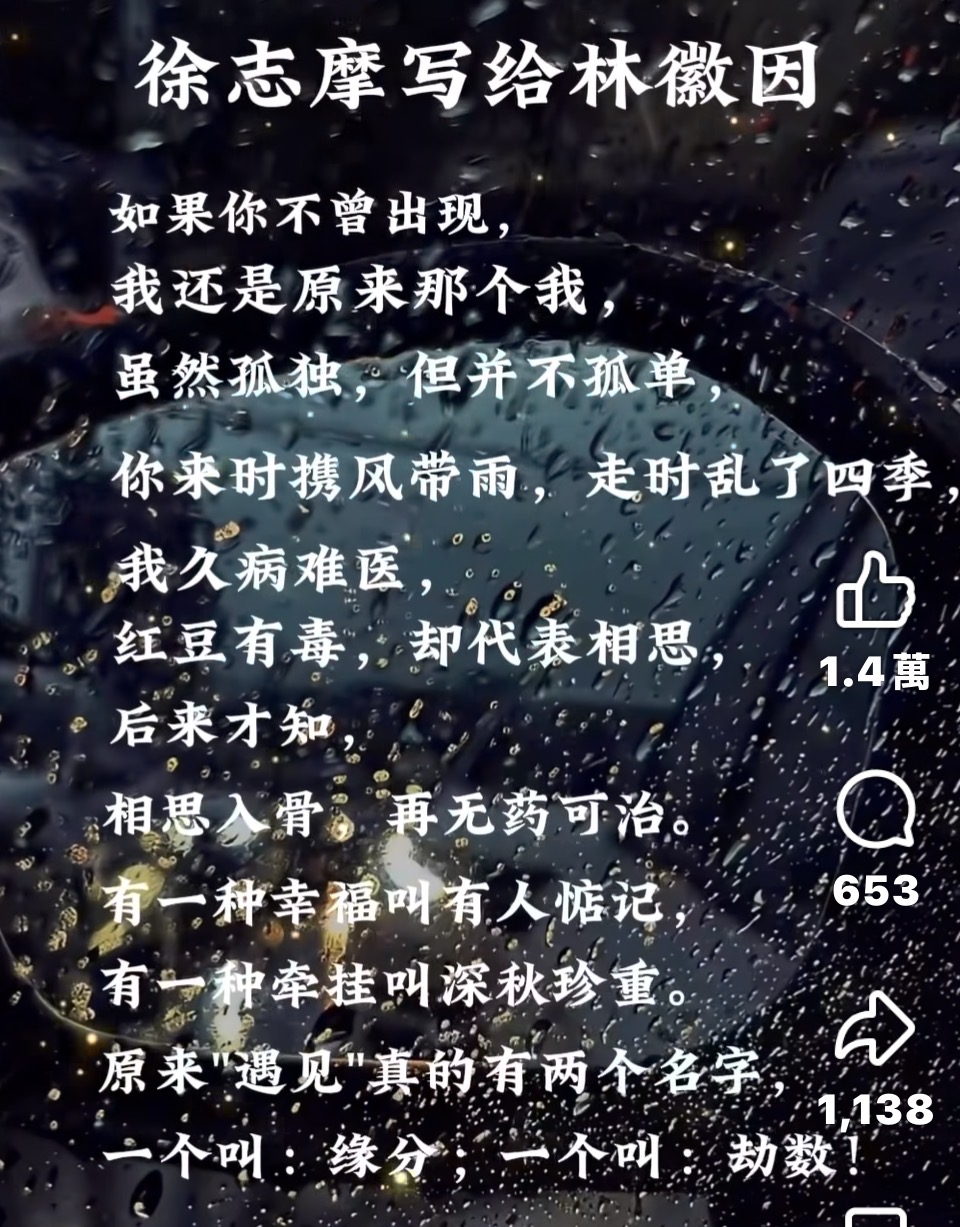 徐志摩写给林徽因
如果你不曾出现，
我还是原来那个我，
虽然孤独，但并不孤单，
你来时携风带雨，走时乱了四季，
我久病难医，
红豆有毒，却代表相思，
后来才知，
相思入骨 再无药可治。
有一种幸福叫有人惦记，
有一种牵挂叫深秋珍重。
原来"遇见"真的有两个名字，
一个叫：缘分；一个叫：劫数！
1.4萬
653
1,138